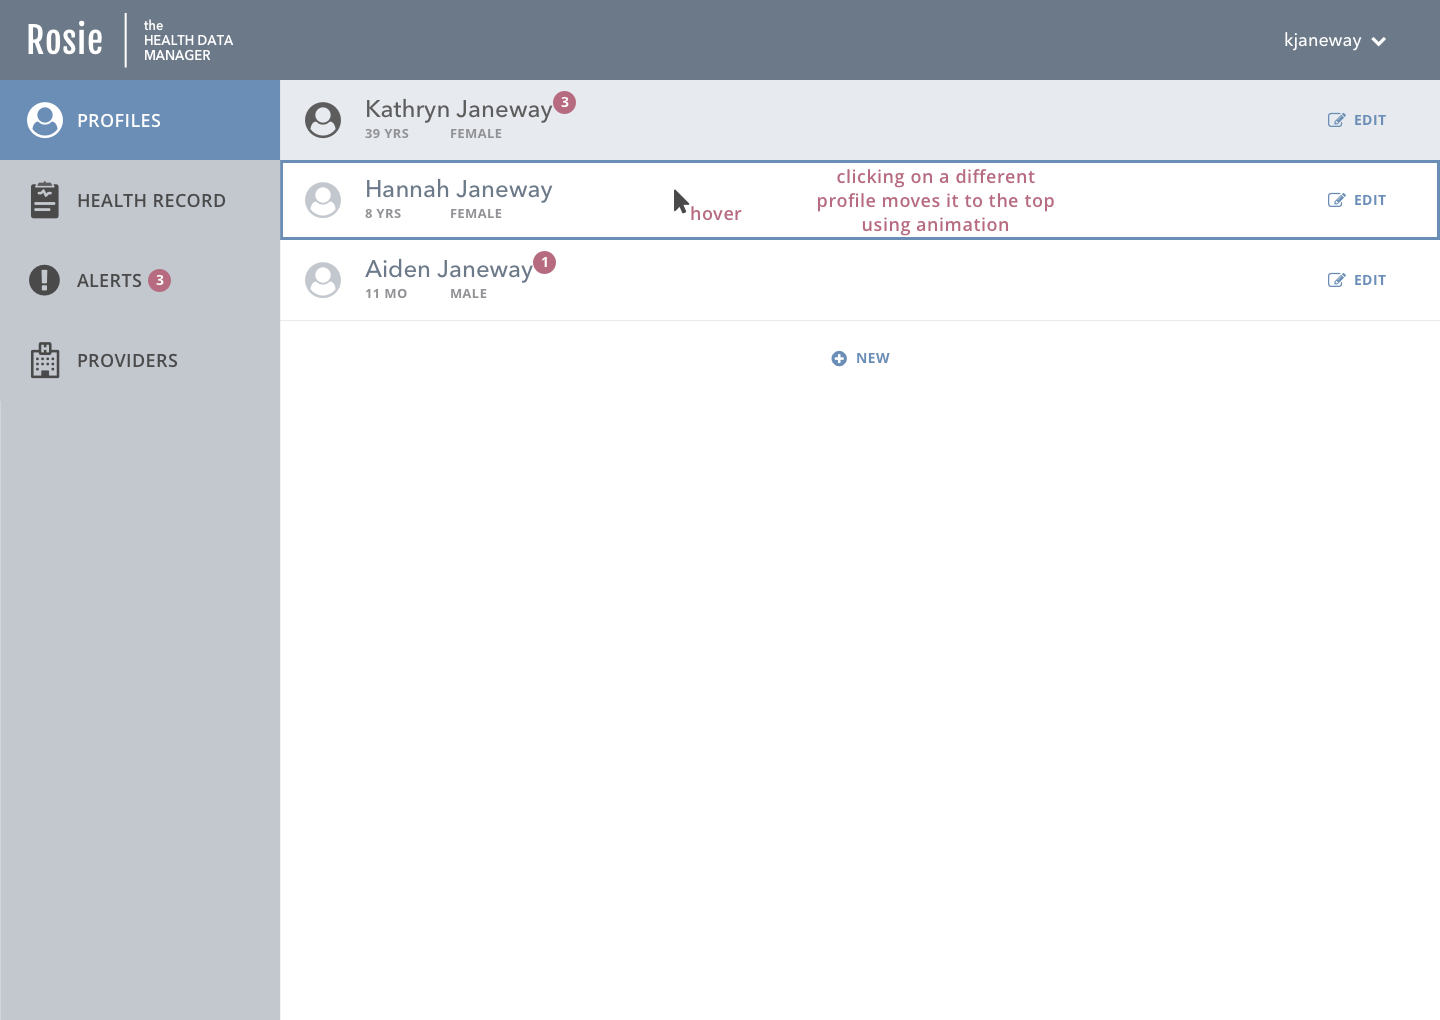 Rosie
the
HEALTH DATA
MANAGER
kjaneway
PROFILES
HEALTH RECORD
ALERTS 3
PROVIDERS
Kathryn Janeway 3
39 YRS FEMALE
EDIT
Hannah Janeway
8 YRS FEMALE
hover
clicking on a different
profile moves it to the top
using animation
EDIT
Aiden Janeway 1
11 MO MALE
EDIT
NEW